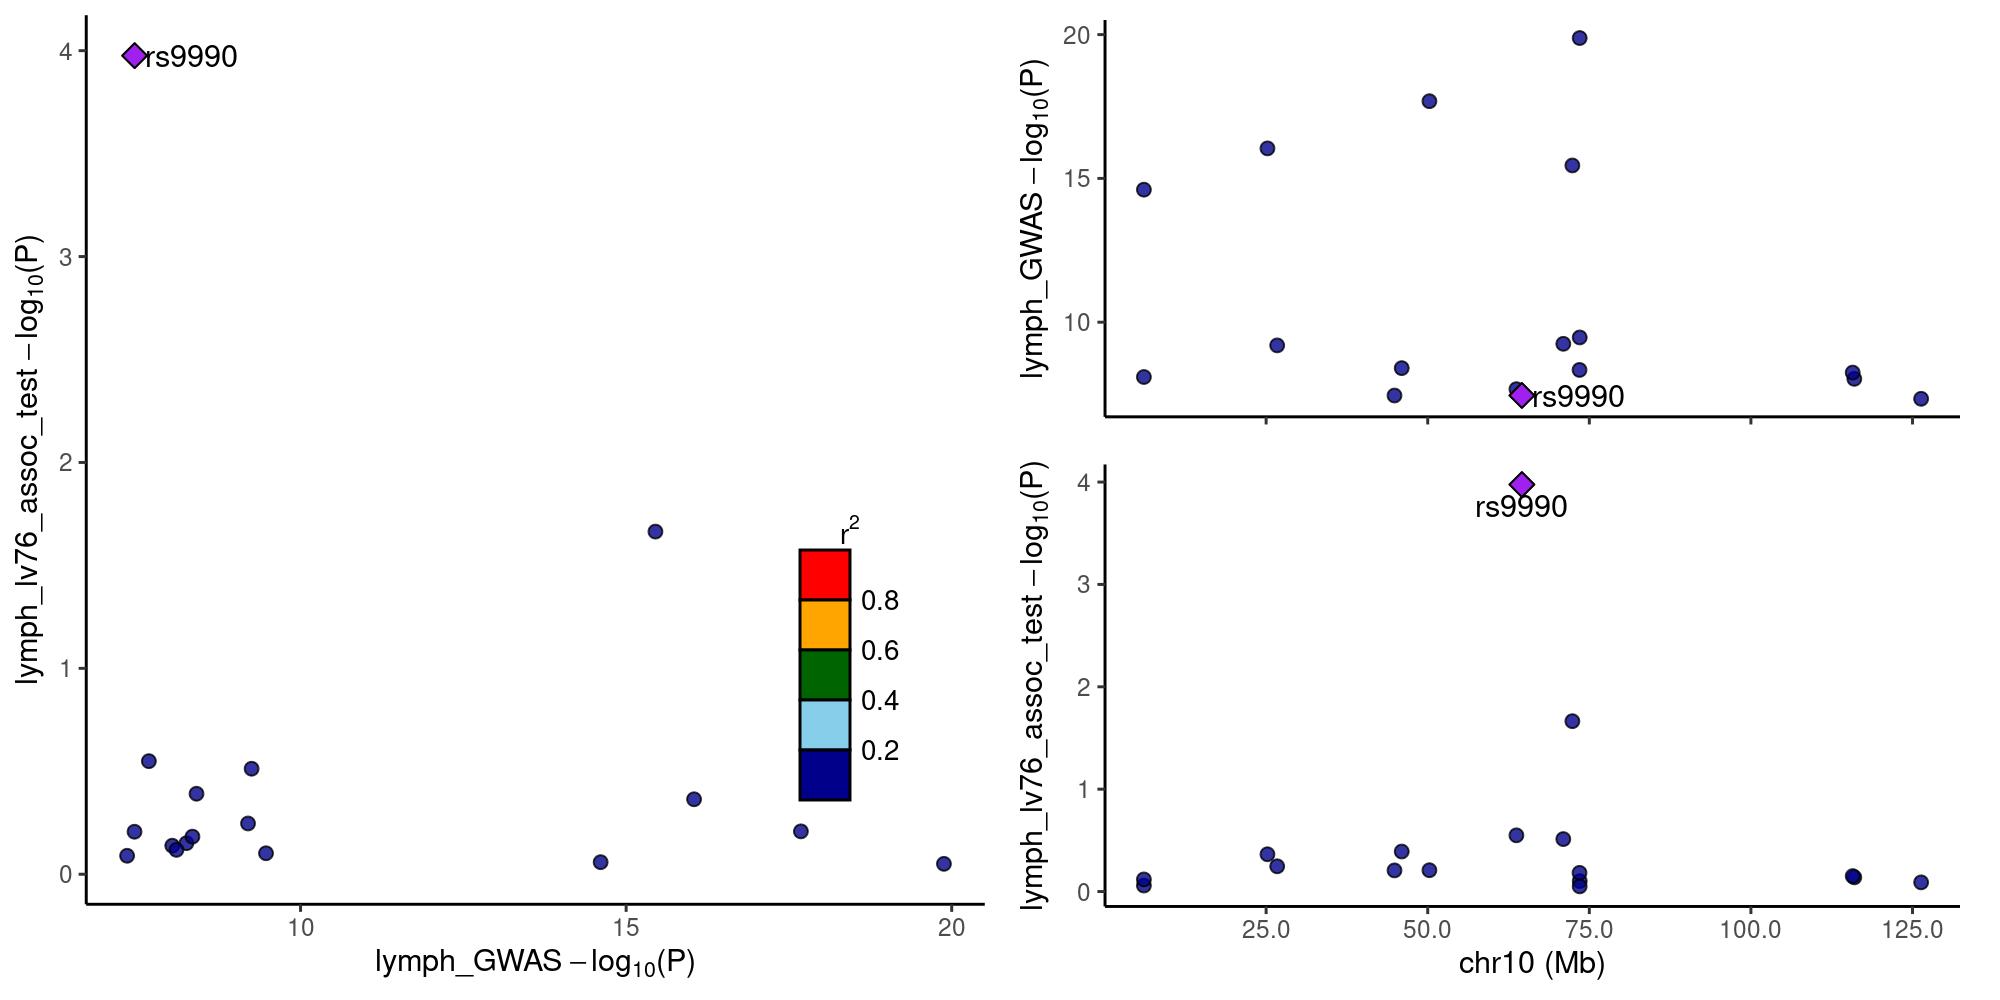 4
3
2
1
0
rs9990
lymph_lv76_assoc_test −log₁₀(P)
r²
0.8
0.6
0.4
0.2
10
15
20
lymph_GWAS −log₁₀(P)
20
15
10
lymph_GWAS −log₁₀(P)
rs9990
4
3
2
1
0
lymph_lv76_assoc_test −log₁₀(P)
rs9990
25.0
50.0
75.0
100.0
125.0
chr10 (Mb)